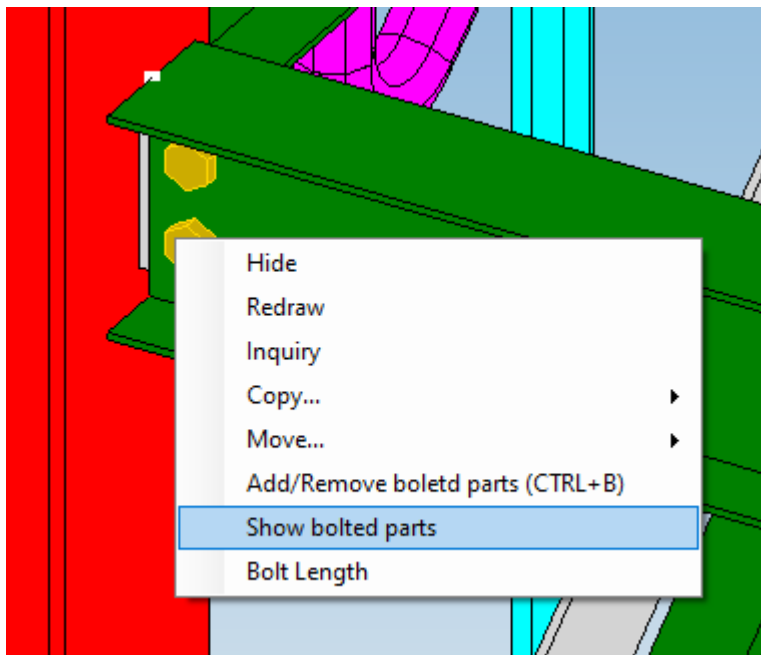 Hide
Redraw
Inquiry
Copy...
Move...
Add/Remove boletd parts (CTRL+B)
Show bolted parts
Bolt Length